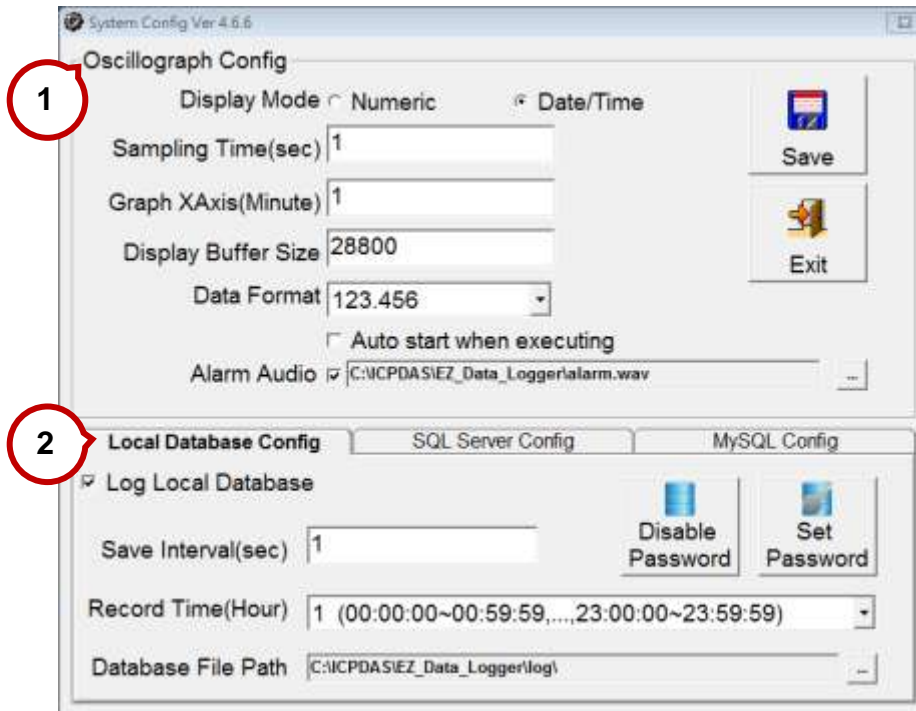 System Config Ver 4.6.6
Oscillograph Config
1
Display Mode Numeric Date/Time
Sampling Time(sec) 1
Save
Graph XAxis(Minute) 1
Display Buffer Size 28800
Exit
Data Format 123.456
Auto start when executing
Alarm Audio C:\ICPDAS\EZ_Data_Logger\alarm.wav ...
2
Local Database Config SQL Server Config MySQL Config
Log Local Database
Disable Password
Set Password
Save Interval(sec) 1
Record Time(Hour) 1 (00:00:00~00:59:59,...,23:00:00~23:59:59)
Database File Path C:\ICPDAS\EZ_Data_Logger\log\ ...